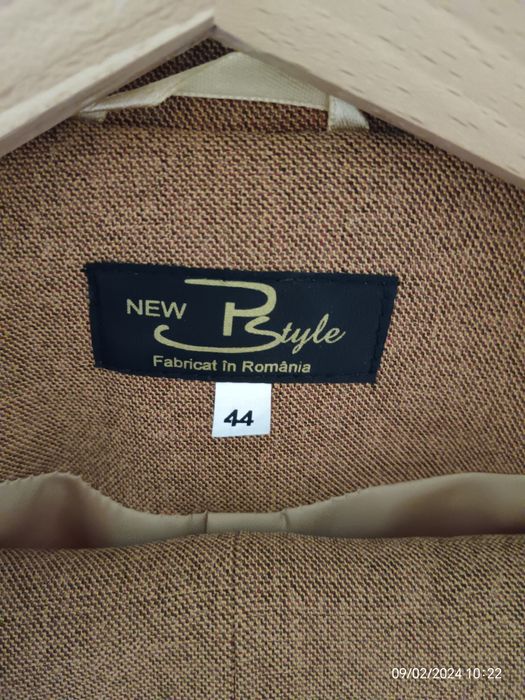 NEW PStyle
Fabricat în România
44
09/02/2024 10:22